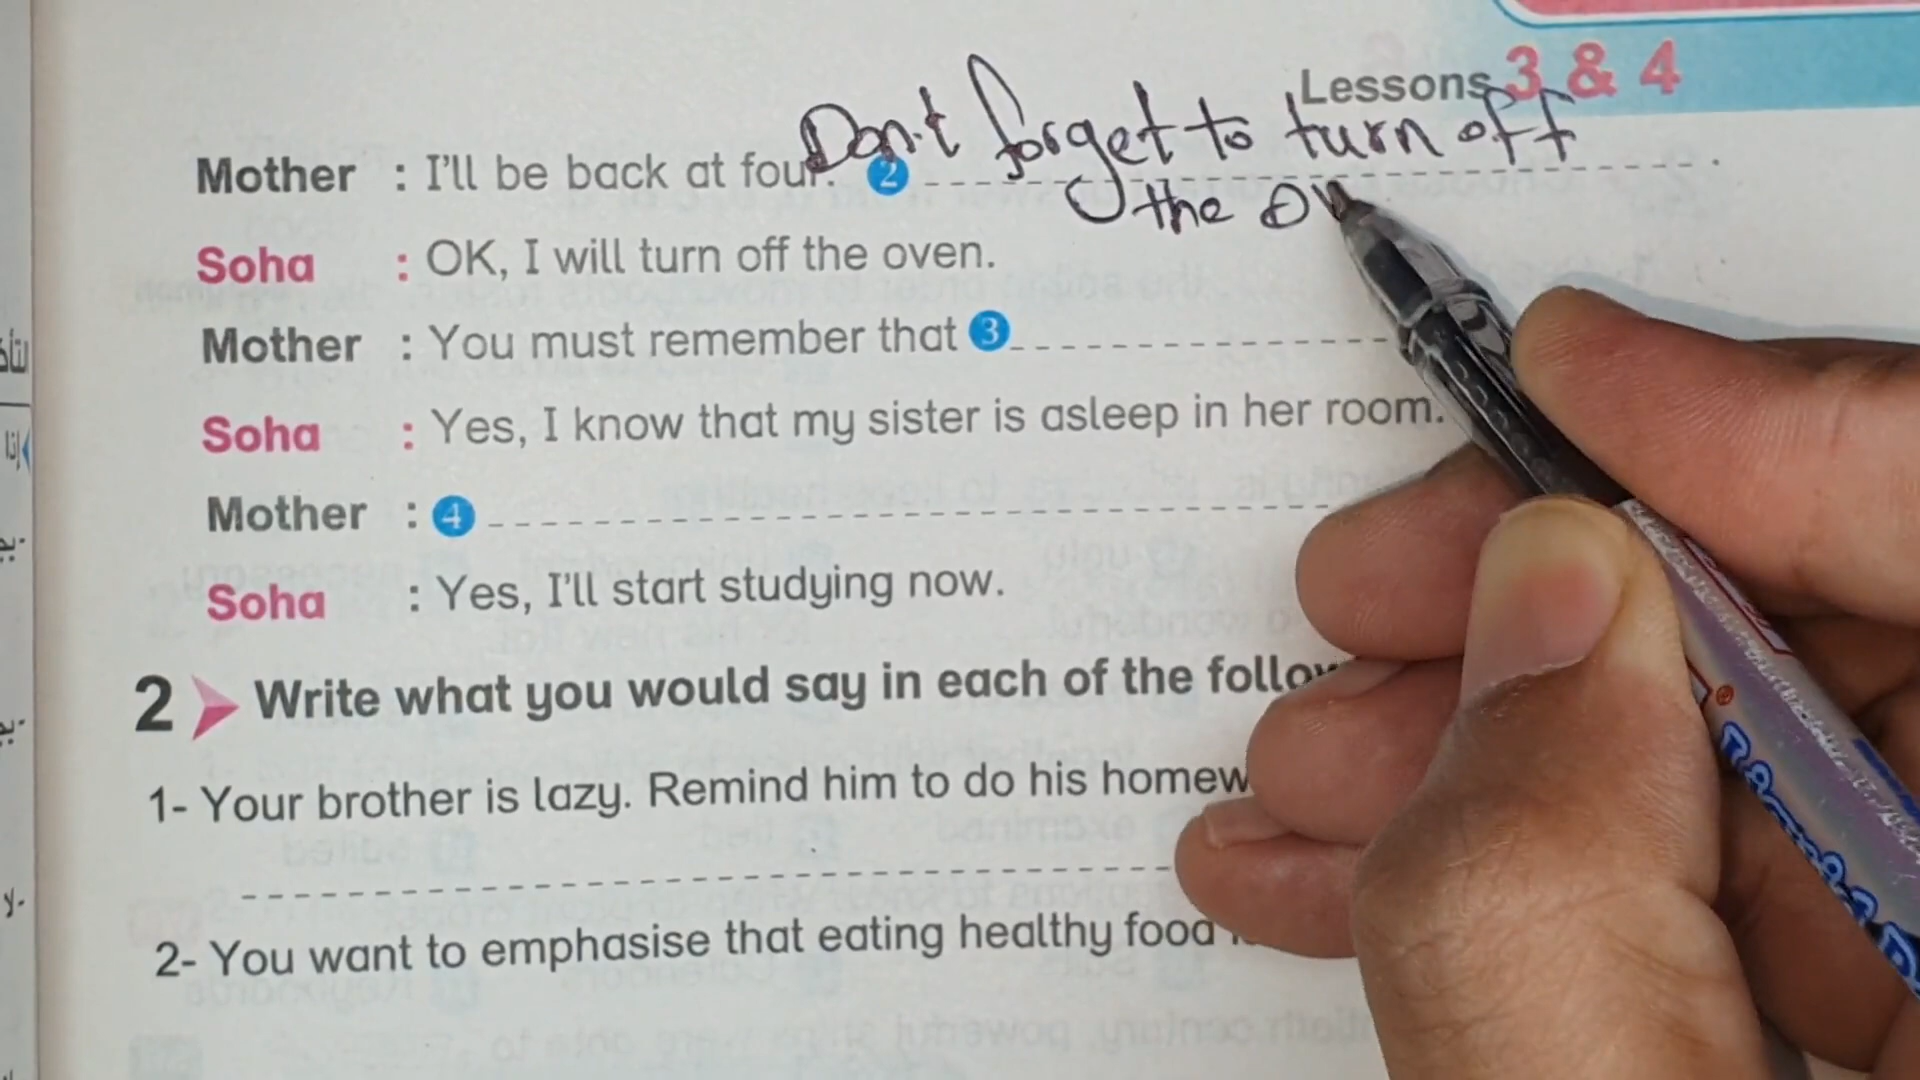 Lessons 3 & 4
Don't forget to turn off
Mother : I'll be back at four. 2
the ov
Soha : OK, I will turn off the oven.
Mother : You must remember that 3
Soha : Yes, I know that my sister is asleep in her room.
Mother : 4
Soha : Yes, I'll start studying now.
2 Write what you would say in each of the follow
1- Your brother is lazy. Remind him to do his homew
2- You want to emphasise that eating healthy food